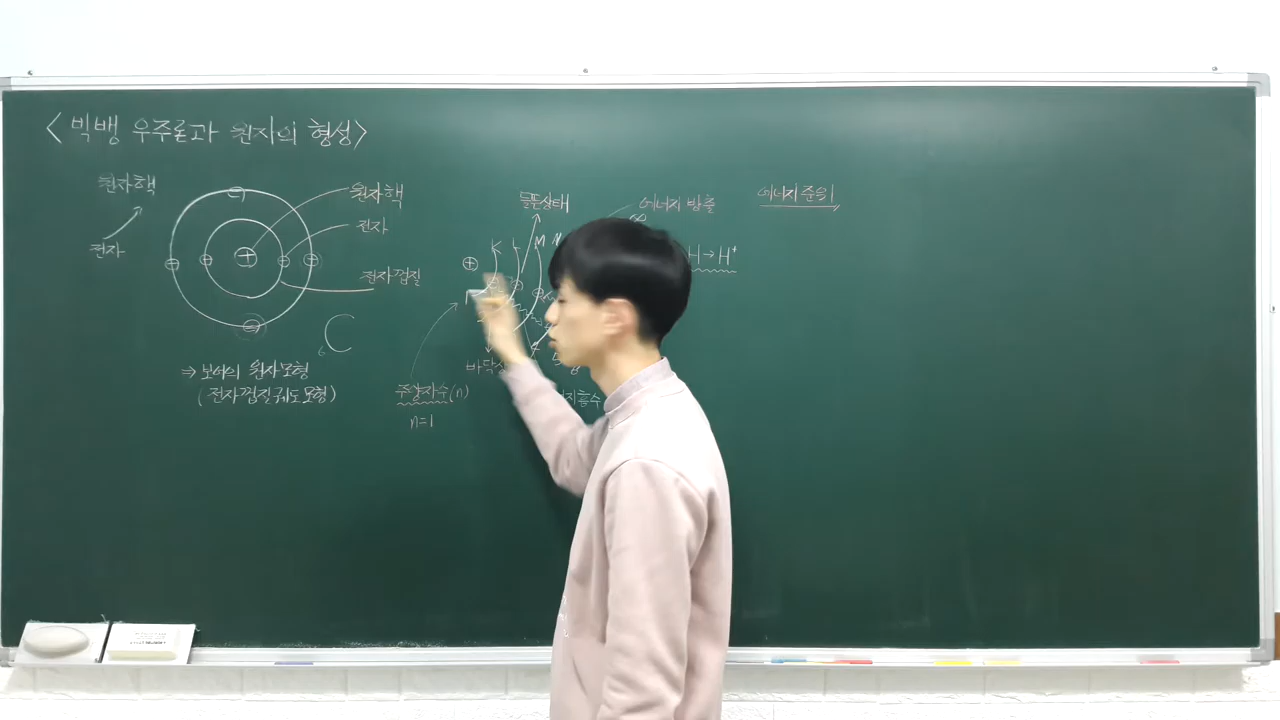 <빅뱅 우주론과 원자의 형성>
원자핵
전자
원자핵
전자
전자껍질
₆C
⇒ 보어의 원자모형
(전자껍질 궤도 모형)
들뜬상태
에너지 방출
∞
K L M N
바닥
주양자수(n)
n=1
흡수
에너지 준위
H→H⁺